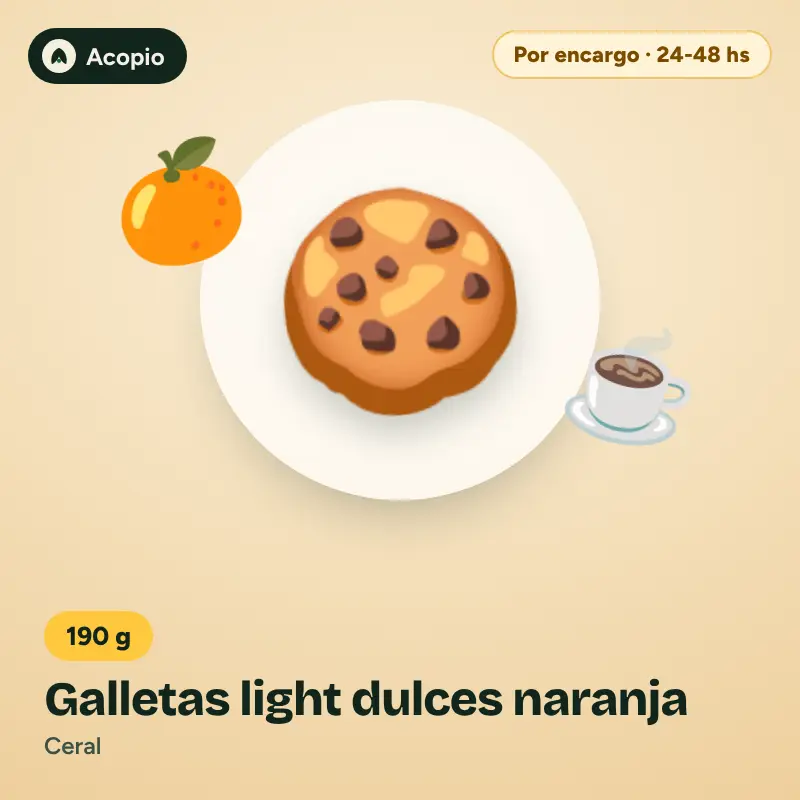 Acopio
Por encargo · 24-48 hs
190 g
Galletas light dulces naranja
Ceral